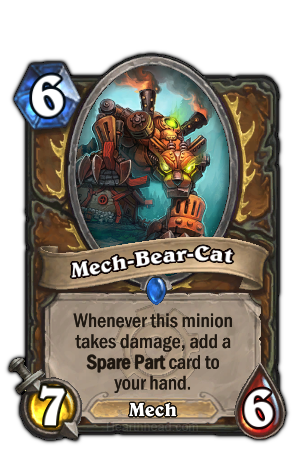 6
Mech-Bear-Cat
Whenever this minion
takes damage, add a
Spare Part card to
your hand.
7
Mech
6